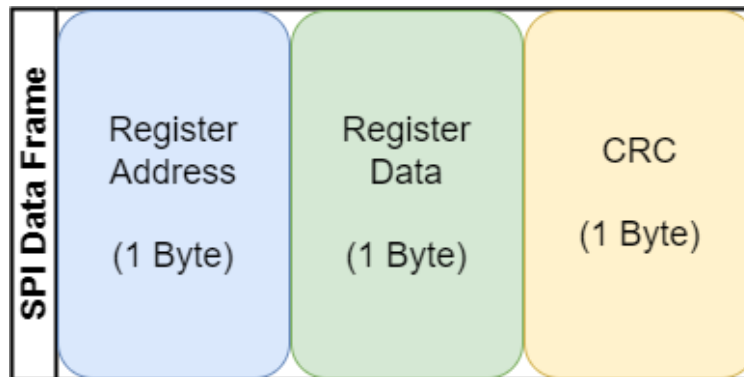 SPI Data Frame
Register
Address
(1 Byte)
Register
Data
(1 Byte)
CRC
(1 Byte)